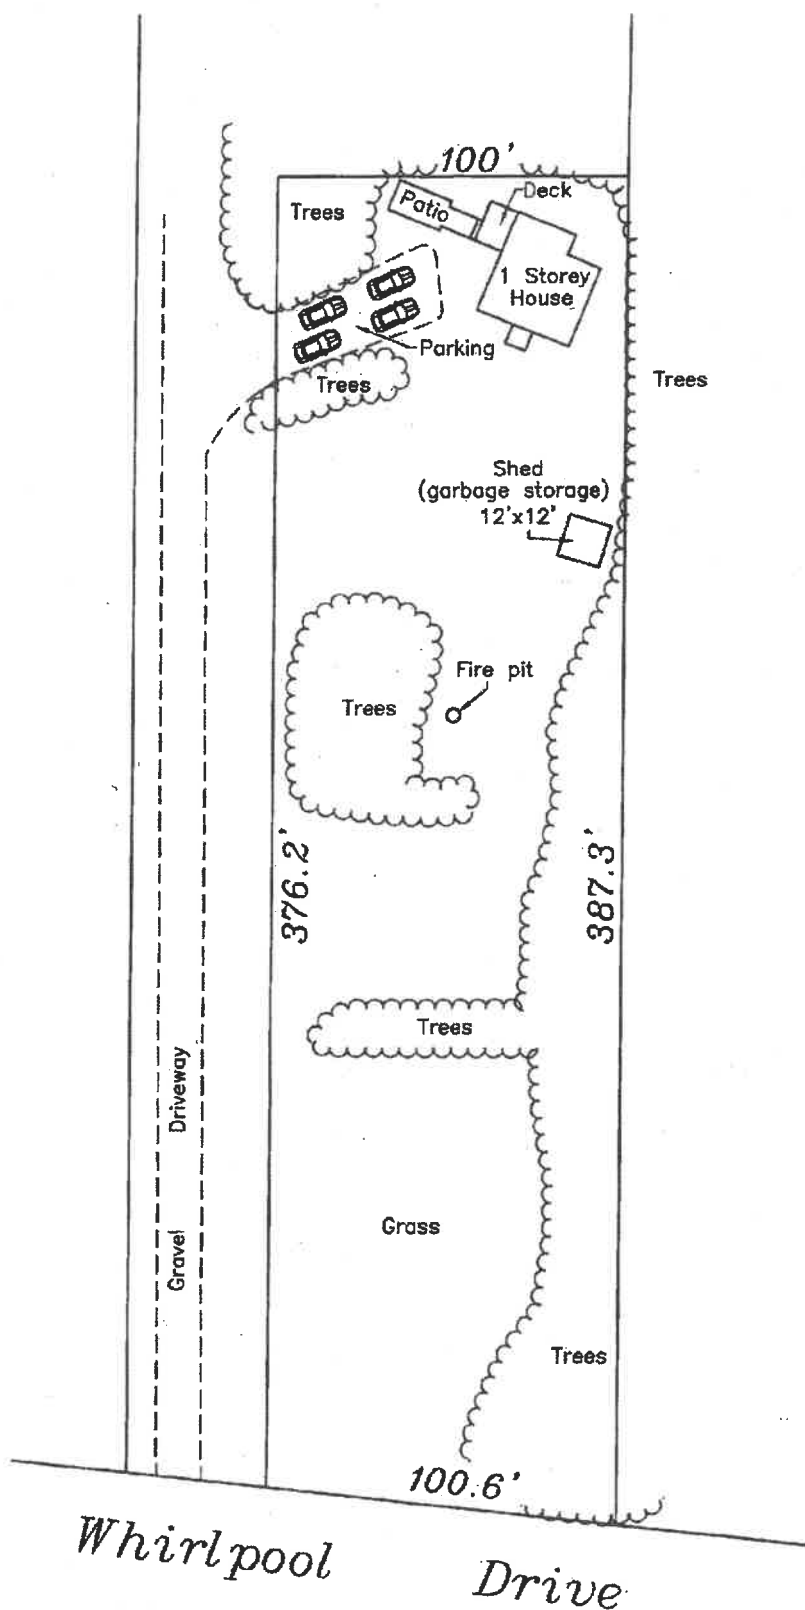 100'
Deck
Patio
Trees
1 Storey
House
Parking
Trees
Trees
Shed
(garbage storage)
12'x12'
Fire pit
Trees
376.2'
387.3'
Trees
Gravel Driveway
Grass
Trees
100.6'
Whirlpool Drive